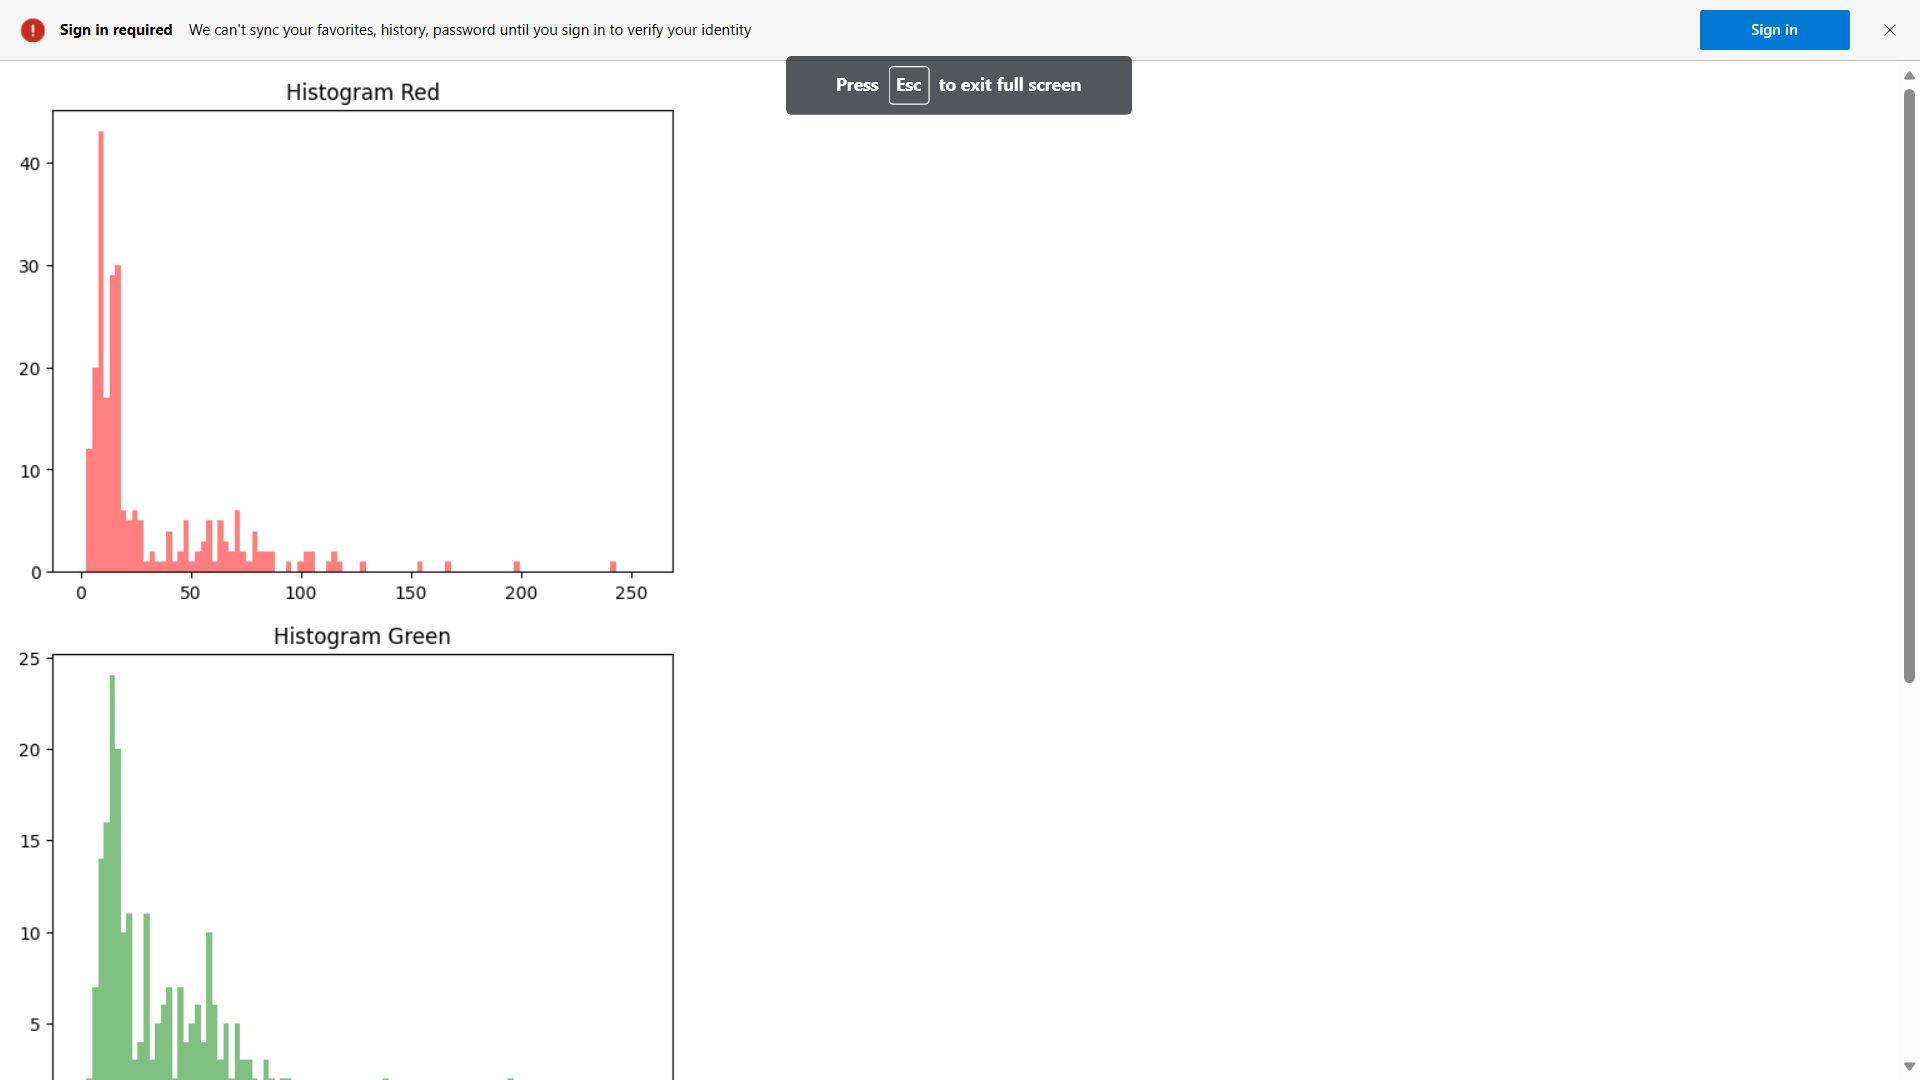 Sign in required We can't sync your favorites, history, password until you sign in to verify your identity Sign in
Press Esc to exit full screen
Histogram Red
40
30
20
10
0
0 50 100 150 200 250
Histogram Green
25
20
15
10
5